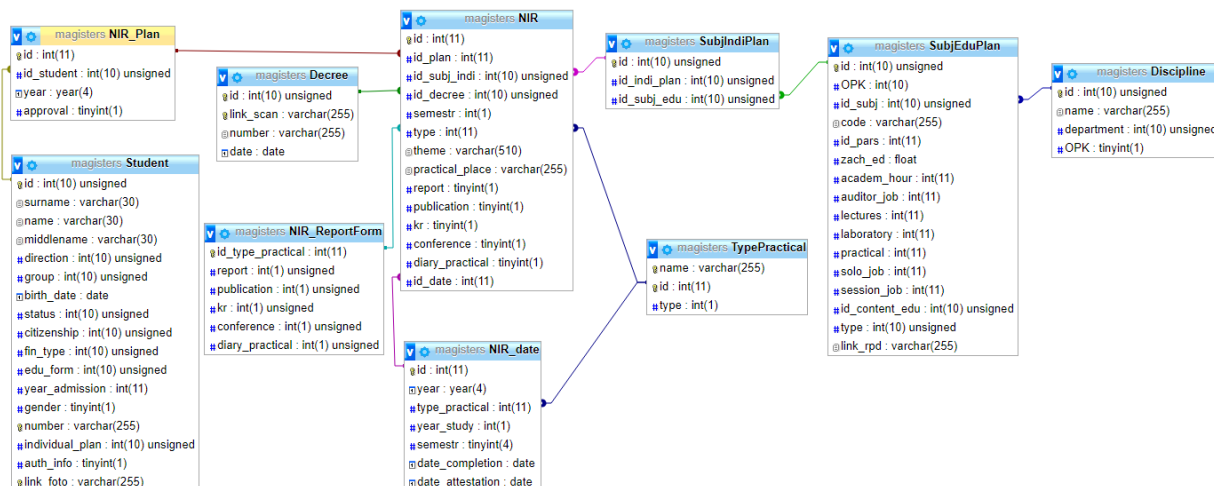 magisters NIR_Plan
id : int(11)
id_student : int(10) unsigned
year : year(4)
approval : tinyint(1)
magisters Decree
id : int(10) unsigned
link_scan : varchar(255)
number : varchar(255)
date : date
magisters NIR
id : int(11)
id_plan : int(11)
id_subj_indi : int(10) unsigned
id_decree : int(10) unsigned
semestr : int(1)
type : int(11)
theme : varchar(510)
practical_place : varchar(255)
report : tinyint(1)
publication : tinyint(1)
kr : tinyint(1)
conference : tinyint(1)
diary_practical : tinyint(1)
id_date : int(11)
magisters SubjIndiPlan
id : int(10) unsigned
id_indi_plan : int(10) unsigned
id_subj_edu : int(10) unsigned
magisters SubjEduPlan
id : int(10) unsigned
OPK : int(10)
id_subj : int(10) unsigned
code : varchar(255)
id_pars : int(11)
zach_ed : float
academ_hour : int(11)
auditor_job : int(11)
lectures : int(11)
laboratory : int(11)
practical : int(11)
solo_job : int(11)
session_job : int(11)
id_content_edu : int(10) unsigned
type : int(10) unsigned
link_rpd : varchar(255)
magisters Discipline
id : int(10) unsigned
name : varchar(255)
department : int(10) unsigned
OPK : tinyint(1)
magisters Student
id : int(10) unsigned
surname : varchar(30)
name : varchar(30)
middlename : varchar(30)
direction : int(10) unsigned
group : int(10) unsigned
birth_date : date
status : int(10) unsigned
citizenship : int(10) unsigned
fin_type : int(10) unsigned
edu_form : int(10) unsigned
year_admission : int(11)
gender : tinyint(1)
number : varchar(255)
individual_plan : int(10) unsigned
auth_info : tinyint(1)
link_foto : varchar(255)
magisters NIR_ReportForm
id_type_practical : int(11)
report : int(1) unsigned
publication : int(1) unsigned
kr : int(1) unsigned
conference : int(1) unsigned
diary_practical : int(1) unsigned
magisters TypePractical
name : varchar(255)
id : int(11)
type : int(1)
magisters NIR_date
id : int(11)
year : year(4)
type_practical : int(11)
year_study : int(1)
semestr : tinyint(4)
date_completion : date
date_attestation : date